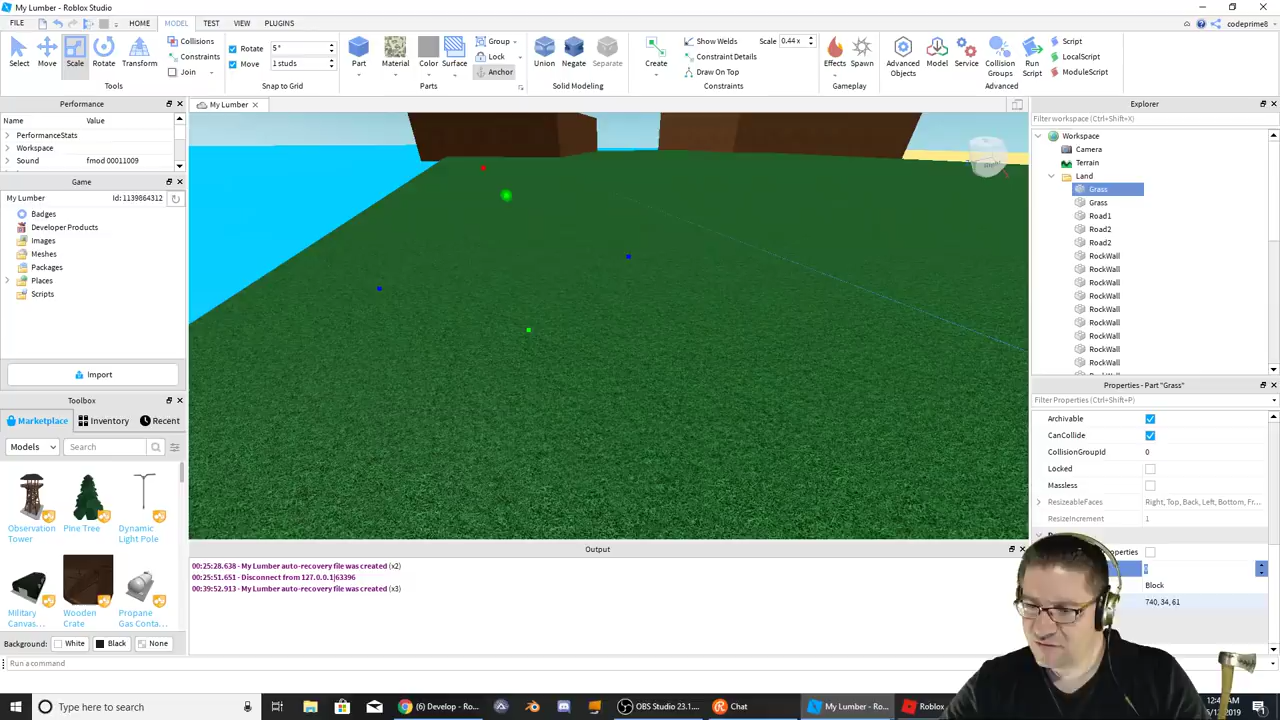 My Lumber - Roblox Studio
FILE
HOME
MODEL
TEST
VIEW
PLUGINS
codeprime8
Select
Move
Scale
Rotate
Transform
Collisions
Constraints
Join
Tools
Rotate
5 °
Move
1 studs
Snap to Grid
Part
Material
Color
Surface
Group
Lock
Anchor
Parts
Union
Negate
Separate
Solid Modeling
Create
Show Welds
Scale
0.44 x
Constraint Details
Draw On Top
Constraints
Effects
Spawn
Gameplay
Advanced Objects
Model
Service
Collision Groups
Run Script
Script
LocalScript
ModuleScript
Advanced
Performance
Name
Value
PerformanceStats
Workspace
Sound
fmod 00011009
Game
My Lumber
Id: 1139864312
Badges
Developer Products
Images
Meshes
Packages
Places
Scripts
Import
Toolbox
Marketplace
Inventory
Recent
Models
Search
Observation Tower
Pine Tree
Dynamic Light Pole
Military Canvas...
Wooden Crate
Propane Gas Conta...
Background:
White
Black
None
Run a command
My Lumber
Output
00:25:28.638 - My Lumber auto-recovery file was created (x2)
00:25:51.651 - Disconnect from 127.0.0.1|63396
00:39:52.913 - My Lumber auto-recovery file was created (x3)
Explorer
Filter workspace (Ctrl+Shift+X)
Workspace
Camera
Terrain
Land
Grass
Grass
Road1
Road2
Road2
RockWall
RockWall
RockWall
RockWall
RockWall
RockWall
RockWall
RockWall
RockWall
Properties - Part "Grass"
Filter Properties (Ctrl+Shift+P)
Archivable
CanCollide
CollisionGroupId
0
Locked
Massless
ResizeableFaces
Right, Top, Back, Left, Bottom, Fr...
ResizeIncrement
1
Block
740, 34, 61
Type here to search
Develop - Ro...
OBS Studio 23.1....
Chat
My Lumber - Ro...
Roblox